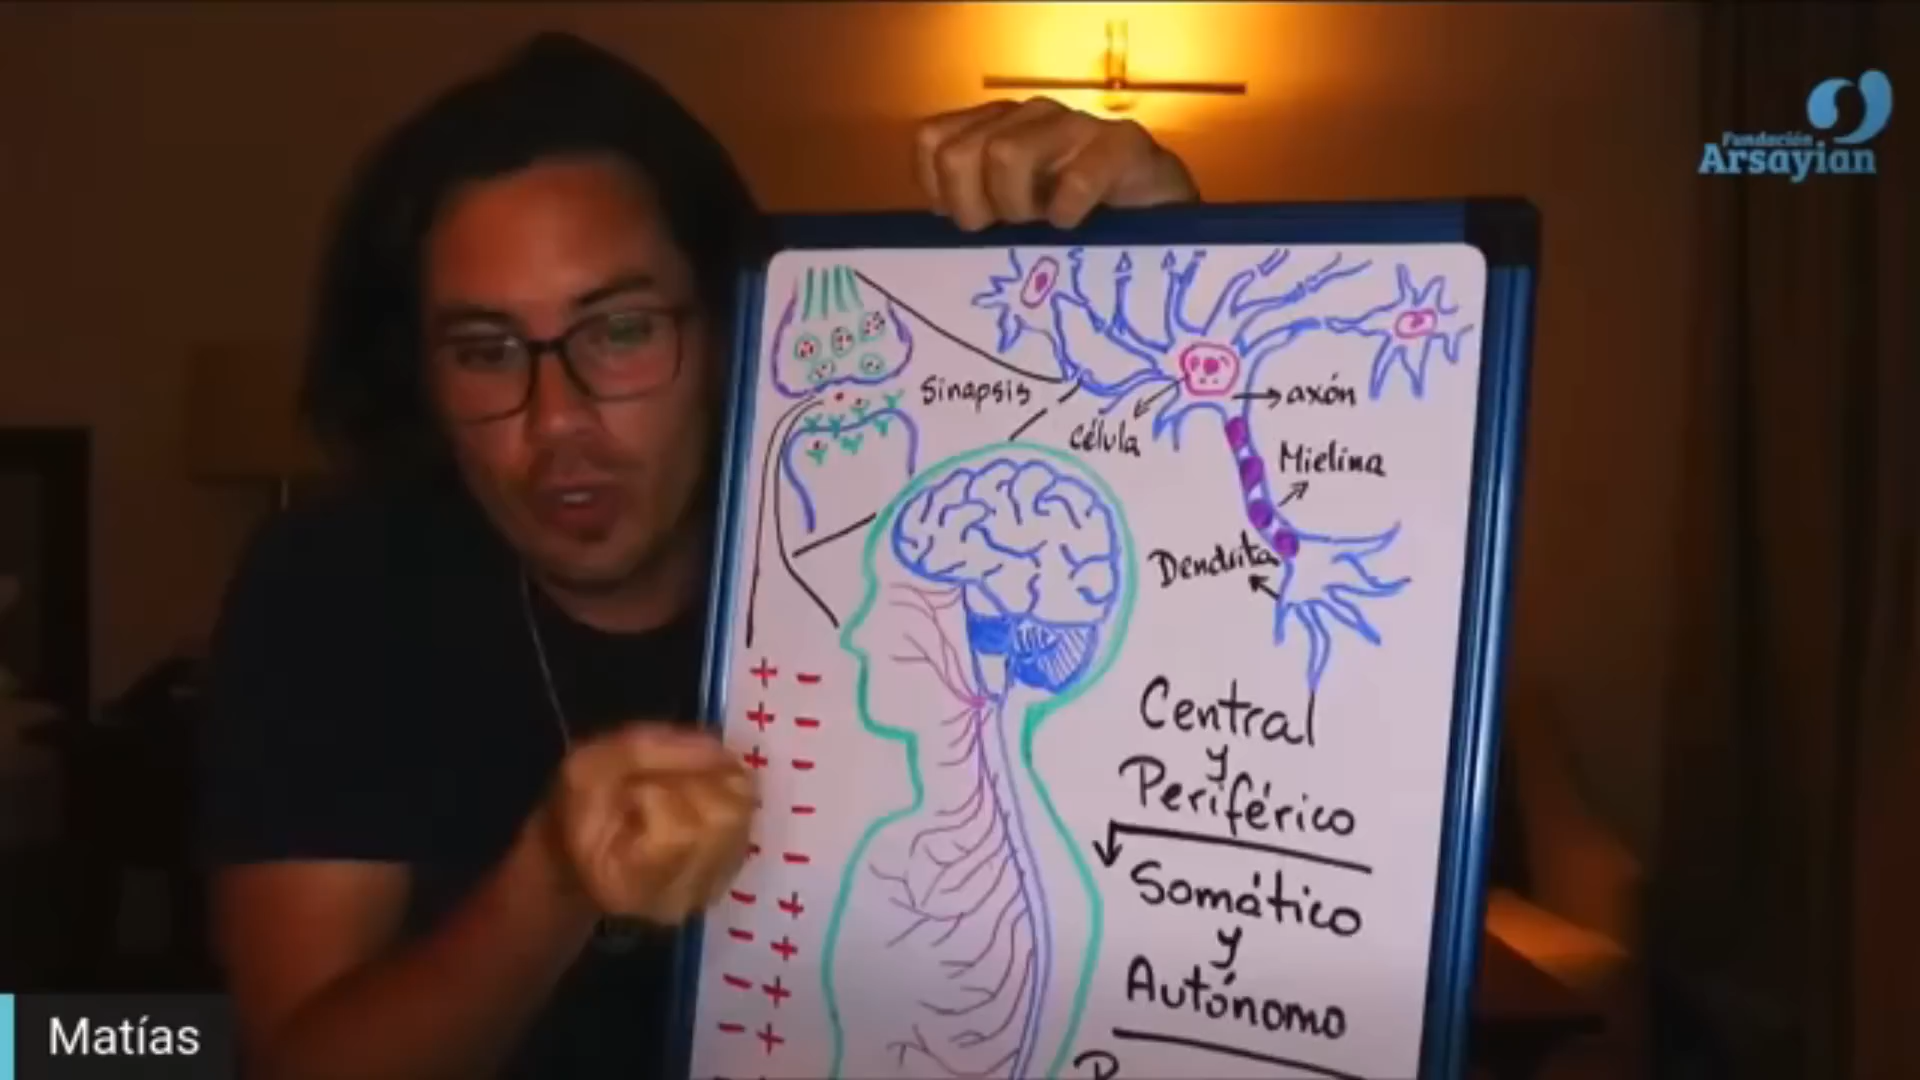 Fundación
Arsayian
Sinapsis
célula
axón
Mielina
Dendrita
+ -
+ -
+ -
-
-
- +
- +
- +
- +
Central
y
Periférico
Somático
y
Autónomo
Matías